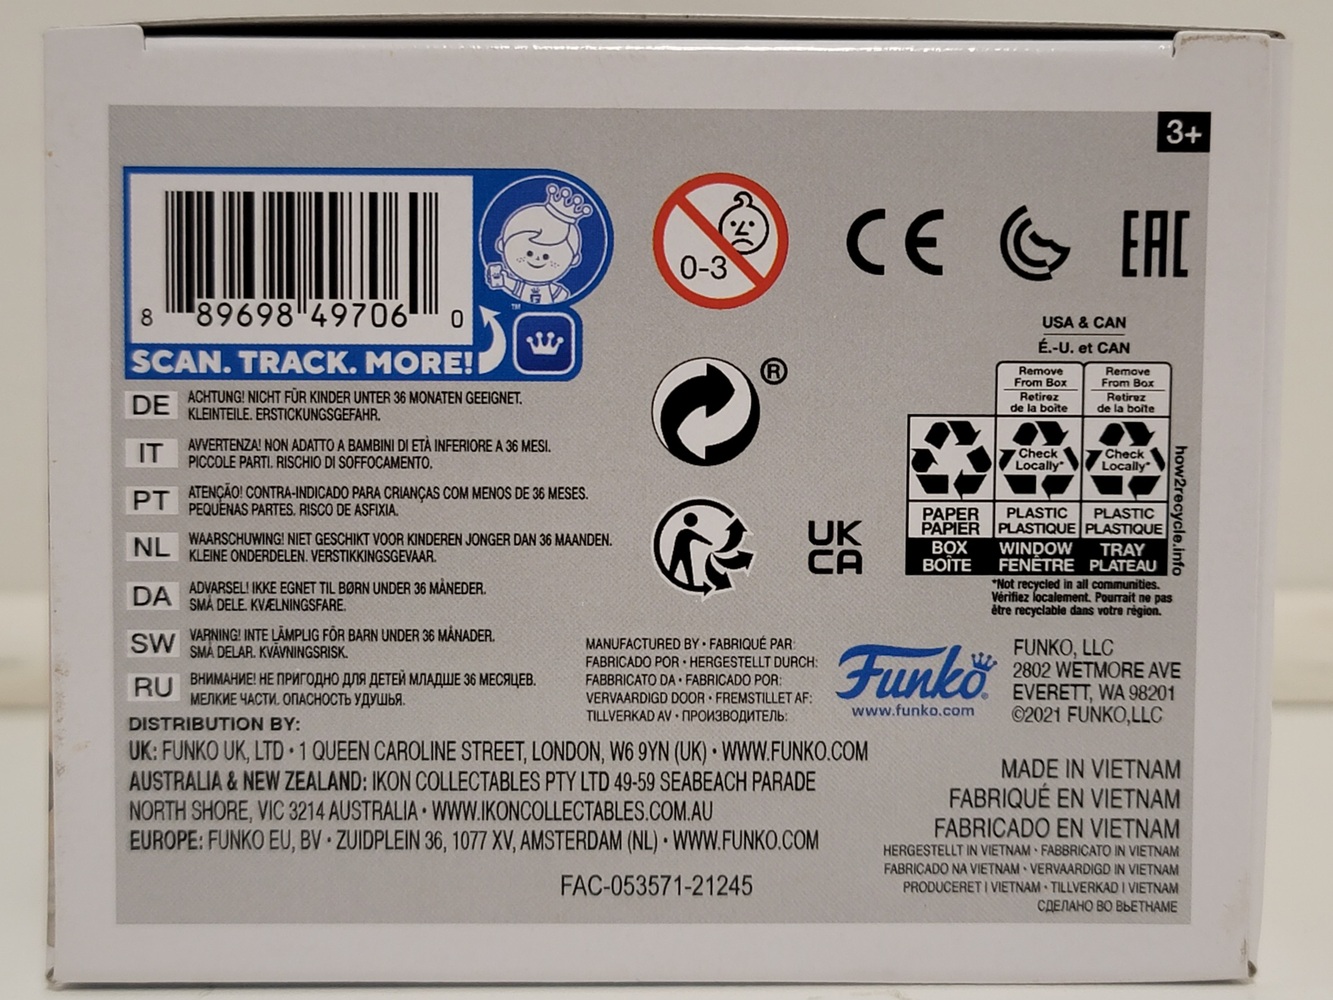 3+
8 89698 49706 0
™
SCAN. TRACK. MORE!
0-3
CE
EAC
USA & CAN
É.-U. et CAN
Remove
From Box
Retirez
de la boîte
Remove
From Box
Retirez
de la boîte
Check
Locally*
Check
Locally*
PAPER
PAPIER
PLASTIC
PLASTIQUE
PLASTIC
PLASTIQUE
BOX
BOÎTE
WINDOW
FENÊTRE
TRAY
PLATEAU
how2recycle.info
*Not recycled in all communities.
Vérifiez localement. Pourrait ne pas
être recyclable dans votre région.
®
UK
CA
DE ACHTUNG! NICHT FÜR KINDER UNTER 36 MONATEN GEEIGNET.
KLEINTEILE. ERSTICKUNGSGEFAHR.
IT AVVERTENZA! NON ADATTO A BAMBINI DI ETÀ INFERIORE A 36 MESI.
PICCOLE PARTI. RISCHIO DI SOFFOCAMENTO.
PT ATENÇÃO! CONTRA-INDICADO PARA CRIANÇAS COM MENOS DE 36 MESES.
PEQUENAS PARTES. RISCO DE ASFIXIA.
NL WAARSCHUWING! NIET GESCHIKT VOOR KINDEREN JONGER DAN 36 MAANDEN.
KLEINE ONDERDELEN. VERSTIKKINGSGEVAAR.
DA ADVARSEL! IKKE EGNET TIL BØRN UNDER 36 MÅNEDER.
SMÅ DELE. KVÆLNINGSFARE.
SW VARNING! INTE LÄMPLIG FÖR BARN UNDER 36 MÅNADER.
SMÅ DELAR. KVÄVNINGSRISK.
RU ВНИМАНИЕ! НЕ ПРИГОДНО ДЛЯ ДЕТЕЙ МЛАДШЕ 36 МЕСЯЦЕВ.
МЕЛКИЕ ЧАСТИ. ОПАСНОСТЬ УДУШЬЯ.
MANUFACTURED BY • FABRIQUÉ PAR:
FABRICADO POR • HERGESTELLT DURCH:
FABBRICATO DA • FABRICADO POR:
VERVAARDIGD DOOR • FREMSTILLET AF:
TILLVERKAD AV • ПРОИЗВОДИТЕЛЬ:
Funko®
www.funko.com
FUNKO, LLC
2802 WETMORE AVE
EVERETT, WA 98201
©2021 FUNKO,LLC
DISTRIBUTION BY:
UK: FUNKO UK, LTD • 1 QUEEN CAROLINE STREET, LONDON, W6 9YN (UK) • WWW.FUNKO.COM
AUSTRALIA & NEW ZEALAND: IKON COLLECTABLES PTY LTD 49-59 SEABEACH PARADE
NORTH SHORE, VIC 3214 AUSTRALIA • WWW.IKONCOLLECTABLES.COM.AU
EUROPE: FUNKO EU, BV • ZUIDPLEIN 36, 1077 XV, AMSTERDAM (NL) • WWW.FUNKO.COM
FAC-053571-21245
MADE IN VIETNAM
FABRIQUÉ EN VIETNAM
FABRICADO EN VIETNAM
HERGESTELLT IN VIETNAM • FABBRICATO IN VIETNAM
FABRICADO NA VIETNAM • VERVAARDIGD IN VIETNAM
PRODUCERET I VIETNAM • TILLVERKAD I VIETNAM
СДЕЛАНО ВО ВЬЕТНАМЕ